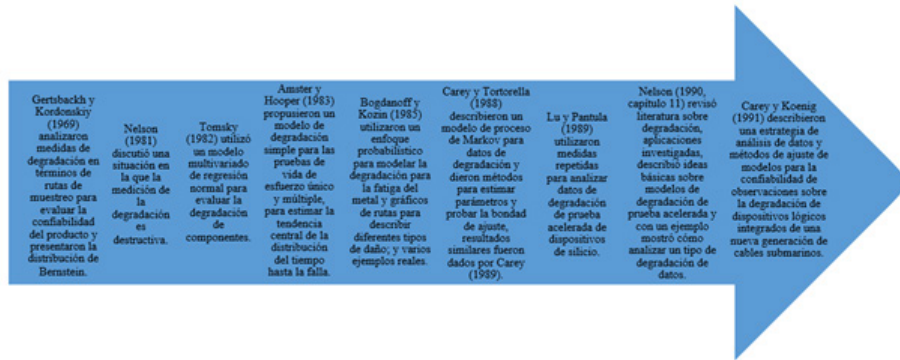 Gertsbackh y
Kordonskiy
(1969)
analizaron
medidas de
degradación en
términos de
rutas de
muestreo para
evaluar la
confiabilidad
del producto y
presentaron la
distribución de
Bernstein.
Nelson
(1981)
discutió una
situación en
la que la
medición de
la
degradación
es
destructiva.
Tomsky
(1982) utilizó
un modelo
multivariado
de regresión
normal para
evaluar la
degradación
de
componentes.
Amster y
Hooper (1983)
propusieron un
modelo de
degradación
simple para las
pruebas de
vida de
esfuerzo único
y múltiple,
para estimar la
tendencia
central de la
distribución
del tiempo
hasta la falla.
Bogdanoff y
Kozin (1985)
utilizaron un
enfoque
probabilístico
para modelar la
degradación
para la fatiga del
metal y gráficos
de rutas para
describir
diferentes tipos
de daño; y varios
ejemplos reales.
Carey y Tortorella
(1988)
describieron un
modelo de proceso
de Markov para
datos de
degradación y
dieron métodos
para estimar
parámetros y
probar la bondad
de ajuste,
resultados
similares fueron
dados por Carey
(1989).
Lu y Pantula
(1989)
utilizaron
medidas
repetidas
para analizar
datos de
degradación
de prueba
acelerada de
dispositivos
de silicio.
Nelson (1990,
capítulo 11) revisó
literatura sobre
degradación,
aplicaciones
investigadas,
describió ideas
básicas sobre
modelos de
degradación de
prueba acelerada y
con un ejemplo
mostró cómo
analizar un tipo de
degradación de
datos.
Carey y Koenig
(1991) describieron
una estrategia de
análisis de datos y
métodos de ajuste de
modelos para la
confiabilidad de
observaciones sobre
la degradación de
dispositivos lógicos
integrados de una
nueva generación de
cables submarinos.